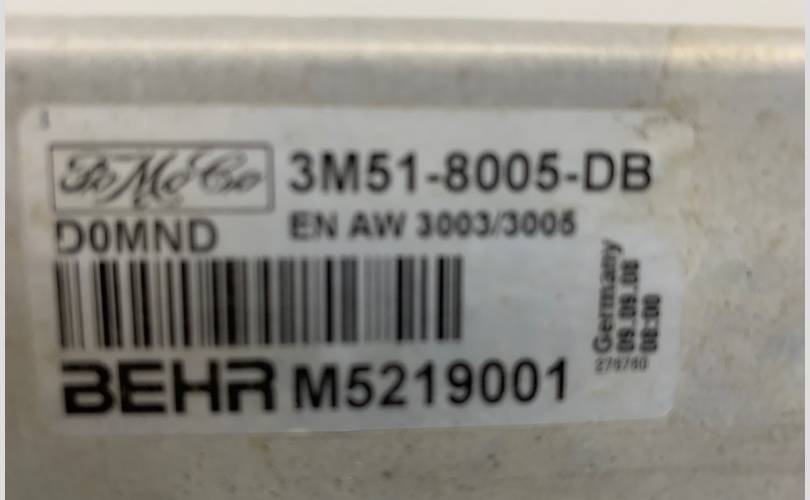 FoMoCo 3M51-8005-DB
D0MND EN AW 3003/3005
BEHR M5219001
Germany
09.09.08
08:00